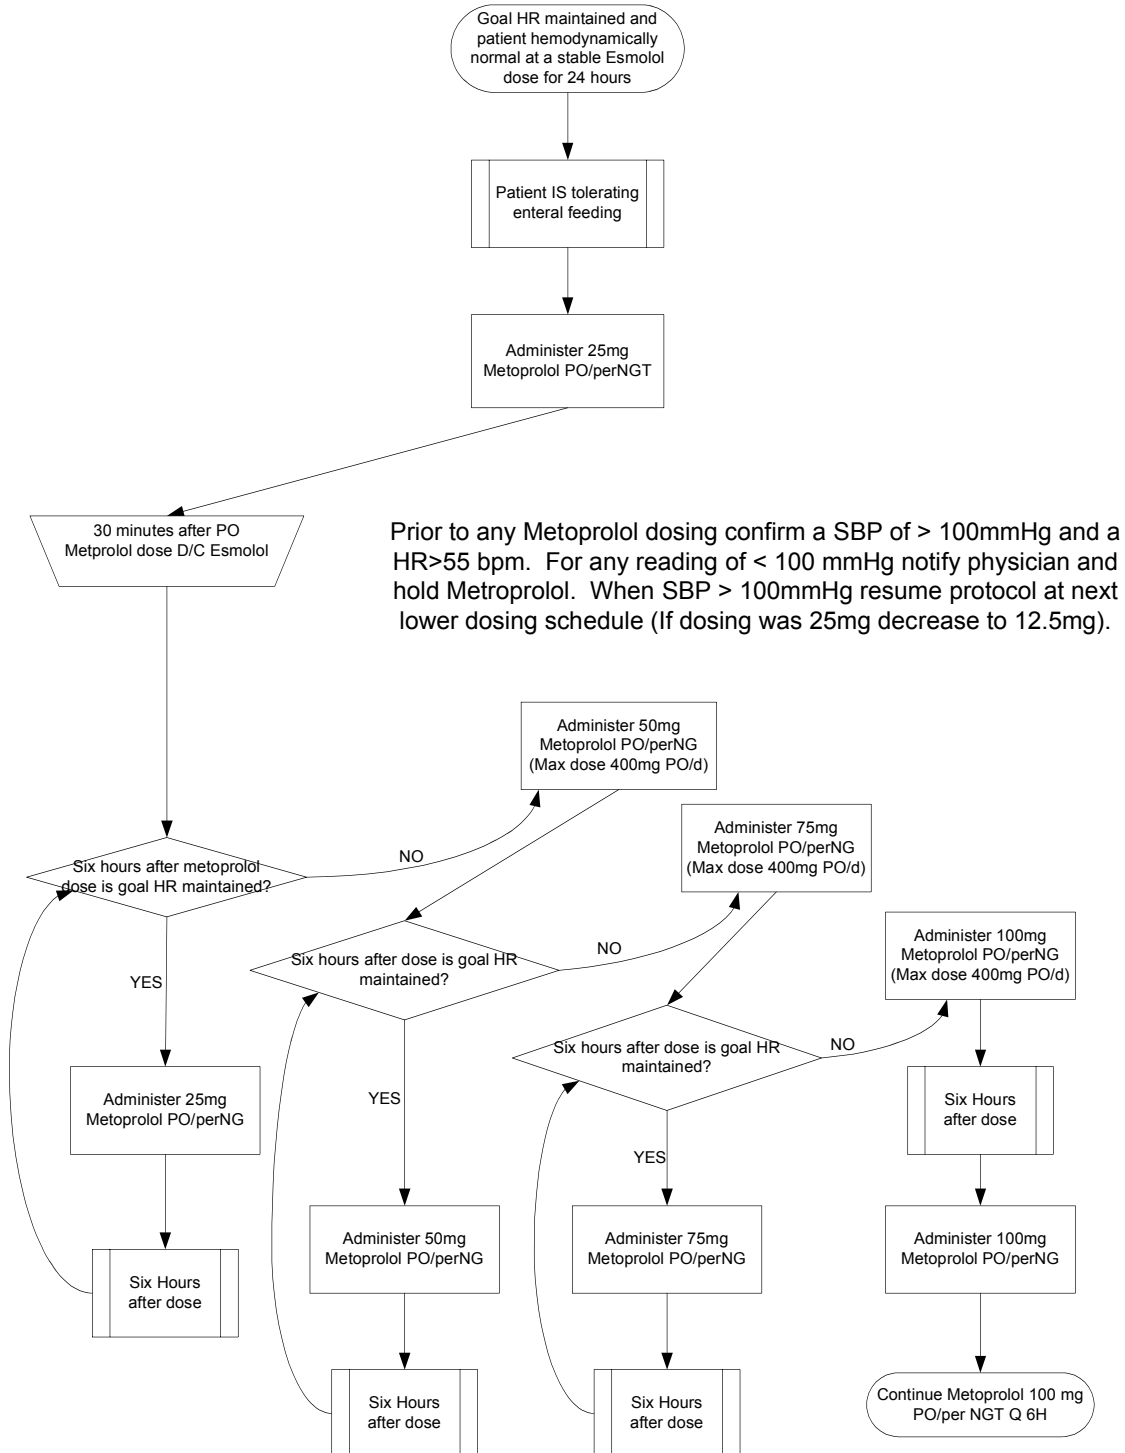 Goal HR maintained and
patient hemodynamically
normal at a stable Esmolol
dose for 24 hours
Patient IS tolerating
enteral feeding
Administer 25mg
Metoprolol PO/perNGT
30 minutes after PO
Metprolol dose D/C Esmolol
Prior to any Metoprolol dosing confirm a SBP of > 100mmHg and a
HR>55 bpm. For any reading of < 100 mmHg notify physician and
hold Metroprolol. When SBP > 100mmHg resume protocol at next
lower dosing schedule (If dosing was 25mg decrease to 12.5mg).
Administer 50mg
Metoprolol PO/perNG
(Max dose 400mg PO/d)
Administer 75mg
Metoprolol PO/perNG
(Max dose 400mg PO/d)
Six hours after metoprolol
dose is goal HR maintained?
NO
YES
Administer 100mg
Metoprolol PO/perNG
(Max dose 400mg PO/d)
Six hours after dose is goal HR
maintained?
NO
YES
Six hours after dose is goal HR
maintained?
NO
YES
Administer 25mg
Metoprolol PO/perNG
Six Hours
after dose
Administer 50mg
Metoprolol PO/perNG
Administer 75mg
Metoprolol PO/perNG
Administer 100mg
Metoprolol PO/perNG
Six Hours
after dose
Six Hours
after dose
Six Hours
after dose
Continue Metoprolol 100 mg
PO/per NGT Q 6H